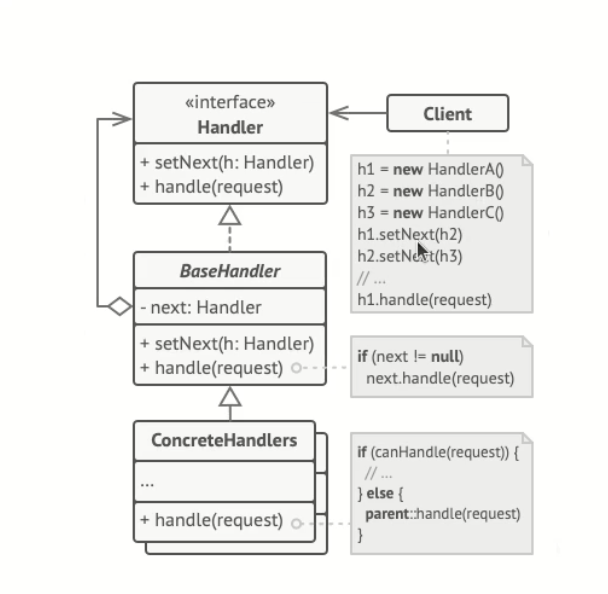 «interface»
Handler
+ setNext(h: Handler)
+ handle(request)
Client
h1 = new HandlerA()
h2 = new HandlerB()
h3 = new HandlerC()
h1.setNext(h2)
h2.setNext(h3)
// ...
h1.handle(request)
BaseHandler
- next: Handler
+ setNext(h: Handler)
+ handle(request)
if (next != null)
next.handle(request)
ConcreteHandlers
...
+ handle(request)
if (canHandle(request)) {
// ...
} else {
parent::handle(request)
}